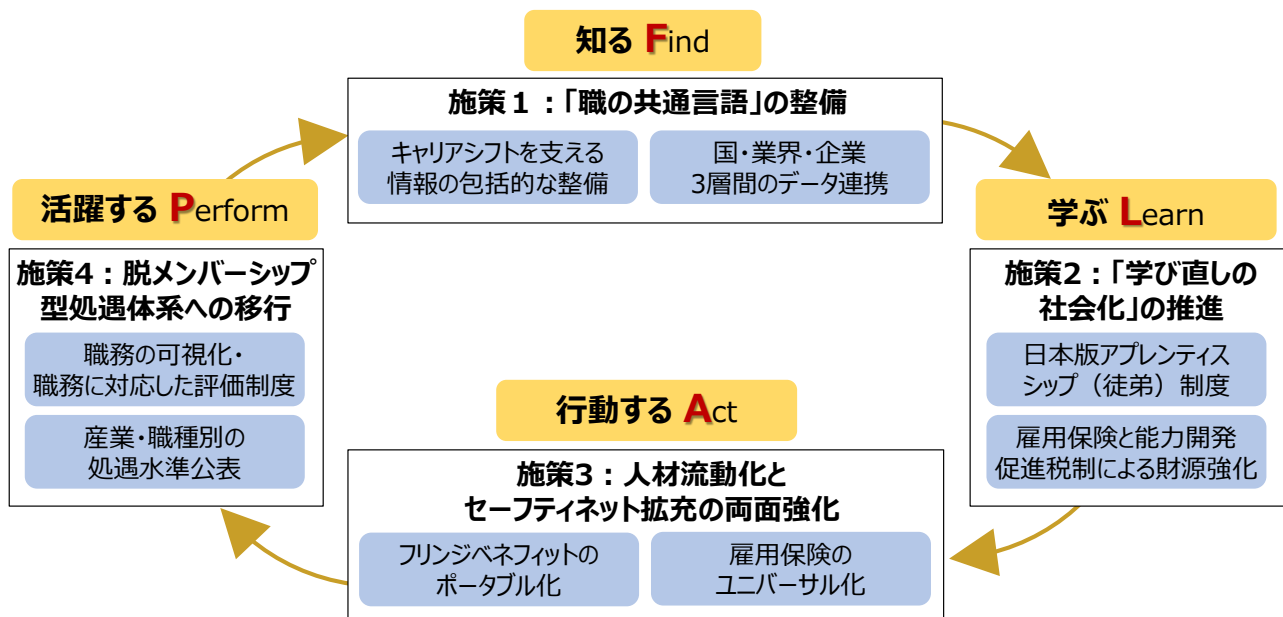 知る Find
施策１：「職の共通言語」の整備
キャリアシフトを支える
情報の包括的な整備
国・業界・企業
3層間のデータ連携
学ぶ Learn
施策2：「学び直しの
社会化」の推進
日本版アプレンティス
シップ（徒弟）制度
雇用保険と能力開発
促進税制による財源強化
行動する Act
施策3：人材流動化と
セーフティネット拡充の両面強化
フリンジベネフィットの
ポータブル化
雇用保険の
ユニバーサル化
活躍する Perform
施策4：脱メンバーシップ
型処遇体系への移行
職務の可視化・
職務に対応した評価制度
産業・職種別の
処遇水準公表